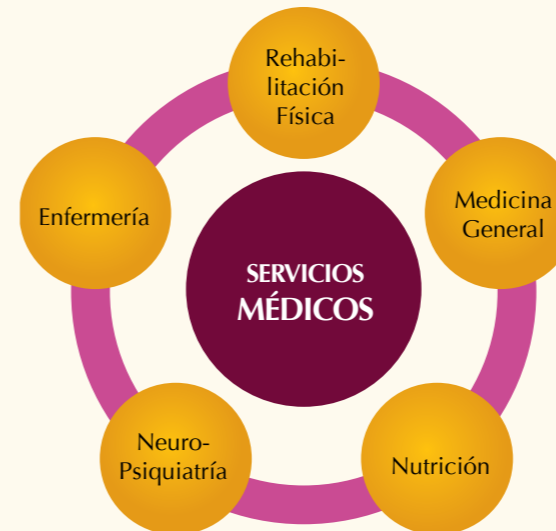 Rehabi-
litación
Física
Medicina
General
Enfermería
SERVICIOS
MÉDICOS
Neuro-
Psiquiatría
Nutrición